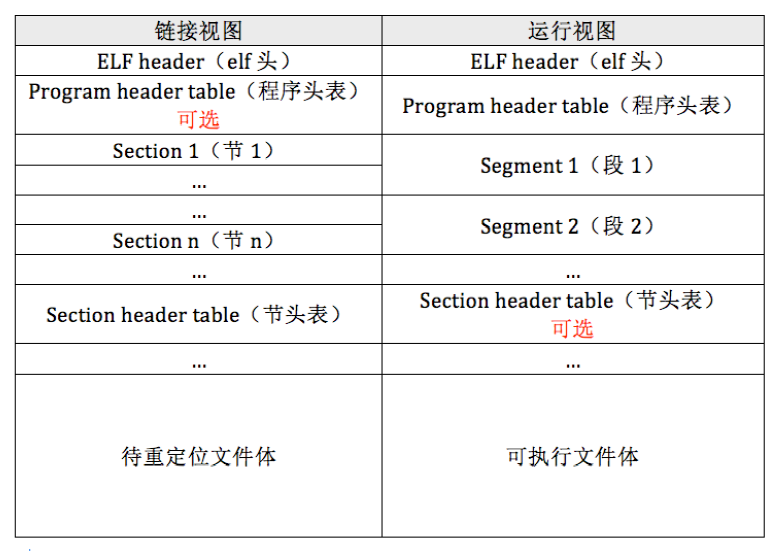 链接视图
运行视图
ELF header（elf 头）
ELF header（elf 头）
Program header table（程序头表）
可选
Program header table（程序头表）
Section 1（节 1）
...
Segment 1（段 1）
...
Section n（节 n）
Segment 2（段 2）
...
...
Section header table（节头表）
Section header table（节头表）
可选
...
...
待重定位文件体
可执行文件体